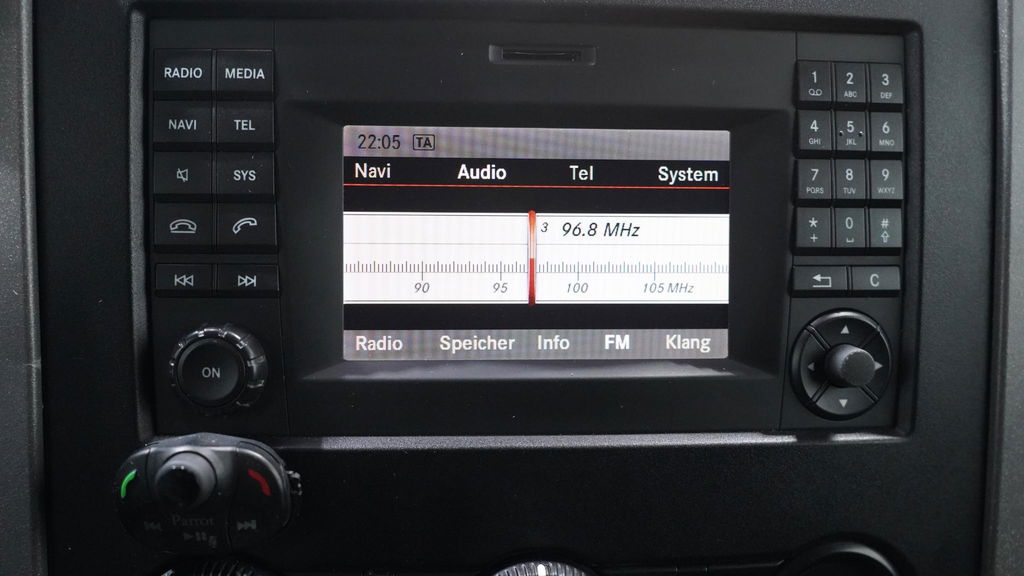 RADIO MEDIA
NAVI TEL
SYS
ON
22:05 TA
Navi Audio Tel System
3 96.8 MHz
90 95 100 105 MHz
Radio Speicher Info FM Klang
1 2 3
ABC DEF
4 5 6
GHI JKL MNO
7 8 9
PQRS TUV WXYZ
* 0 #
+
C
Parrot